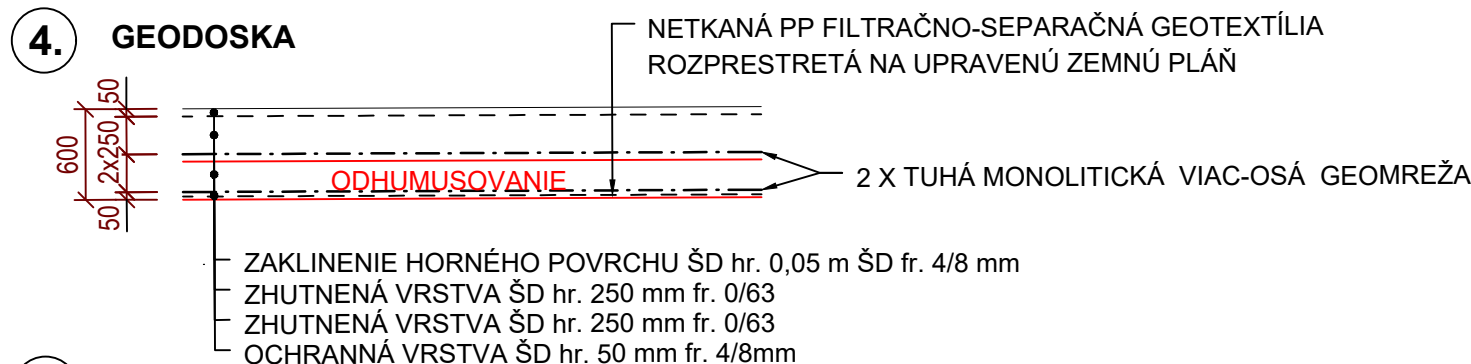 4. GEODOSKA
NETKANÁ PP FILTRAČNO-SEPARAČNÁ GEOTEXTÍLIA
ROZPRESTRETÁ NA UPRAVENÚ ZEMNÚ PLÁŇ
50
600
2x250
50
ODHUMUSOVANIE
2 X TUHÁ MONOLITICKÁ VIAC-OSÁ GEOMREŽA
ZAKLINENIE HORNÉHO POVRCHU ŠD hr. 0,05 m ŠD fr. 4/8 mm
ZHUTNENÁ VRSTVA ŠD hr. 250 mm fr. 0/63
ZHUTNENÁ VRSTVA ŠD hr. 250 mm fr. 0/63
OCHRANNÁ VRSTVA ŠD hr. 50 mm fr. 4/8mm